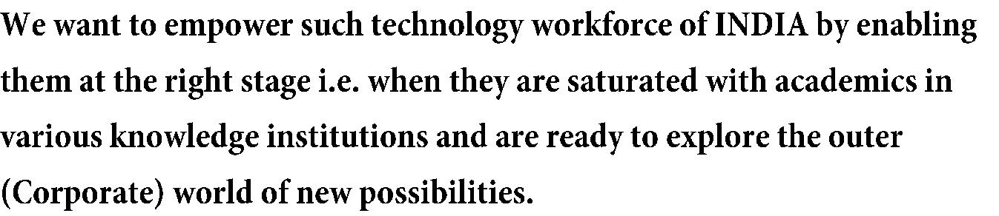 We want to empower such technology workforce of INDIA by enabling
them at the right stage i.e. when they are saturated with academics in
various knowledge institutions and are ready to explore the outer
(Corporate) world of new possibilities.